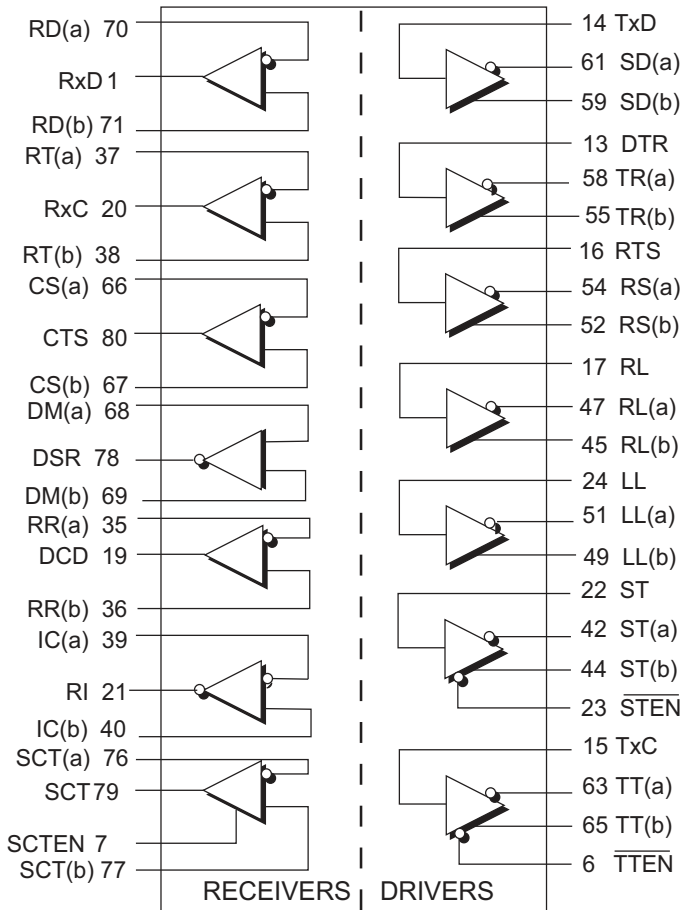 RD(a) 70
RxD 1
RD(b) 71
RT(a) 37
RxC 20
RT(b) 38
CS(a) 66
CTS 80
CS(b) 67
DM(a) 68
DSR 78
DM(b) 69
RR(a) 35
DCD 19
RR(b) 36
IC(a) 39
RI 21
IC(b) 40
SCT(a) 76
SCT79
SCTEN 7
SCT(b) 77
RECEIVERS
14 TxD
61 SD(a)
59 SD(b)
13 DTR
58 TR(a)
55 TR(b)
16 RTS
54 RS(a)
52 RS(b)
17 RL
47 RL(a)
45 RL(b)
24 LL
51 LL(a)
49 LL(b)
22 ST
42 ST(a)
44 ST(b)
23 S̅T̅E̅N̅
15 TxC
63 TT(a)
65 TT(b)
6 T̅T̅E̅N̅
DRIVERS